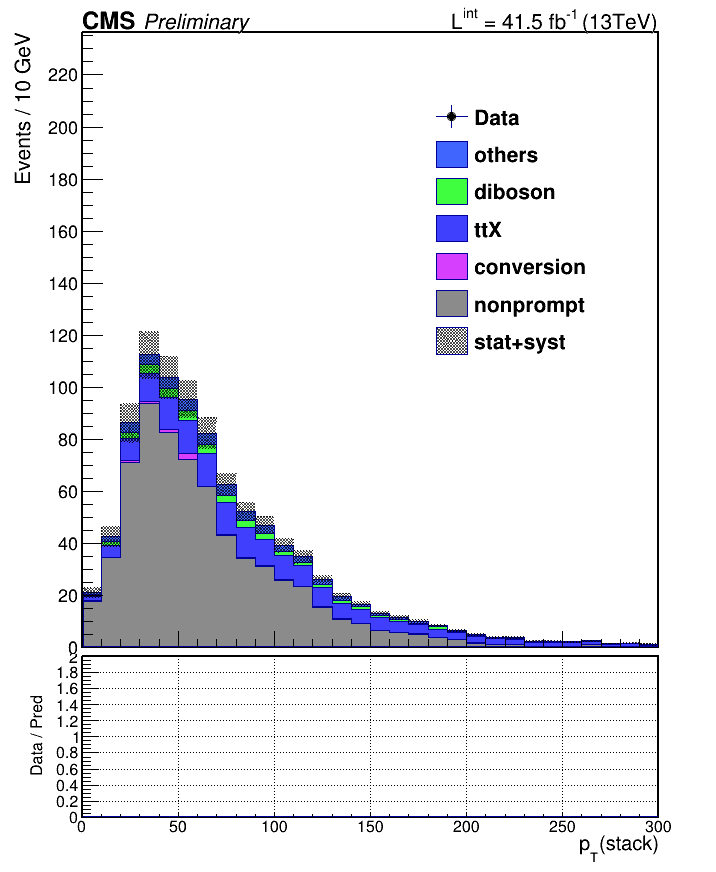 CMS Preliminary L^int = 41.5 fb^-1 (13TeV)
Events / 10 GeV
220
200
180
160
140
120
100
80
60
40
20
0
Data
others
diboson
ttX
conversion
nonprompt
stat+syst
Data / Pred
2
1.8
1.6
1.4
1.2
1
0.8
0.6
0.4
0.2
0
0 50 100 150 200 250 300
p_T(stack)